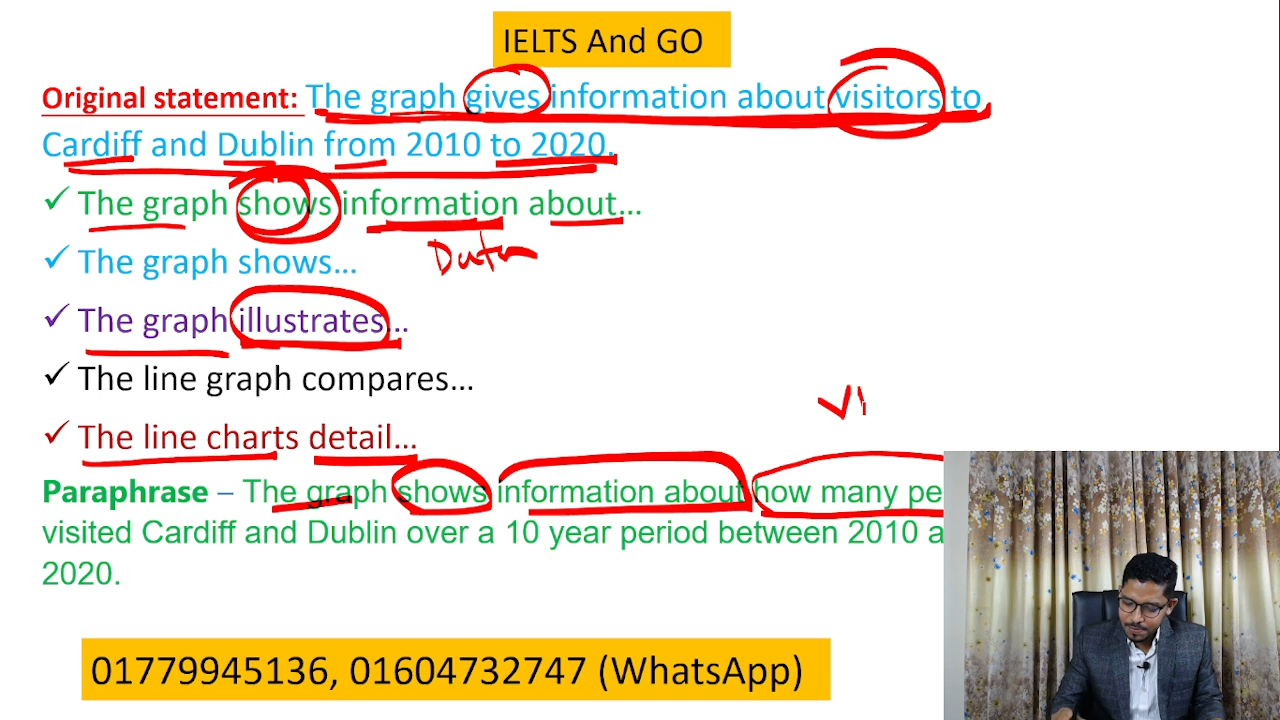 IELTS And GO
Original statement: The graph gives information about visitors to
Cardiff and Dublin from 2010 to 2020.
✓ The graph shows information about...
Data
✓ The graph shows...
✓ The graph illustrates...
✓ The line graph compares...
VI
✓ The line charts detail...
Paraphrase – The graph shows information about how many pe
visited Cardiff and Dublin over a 10 year period between 2010 a
2020.
01779945136, 01604732747 (WhatsApp)